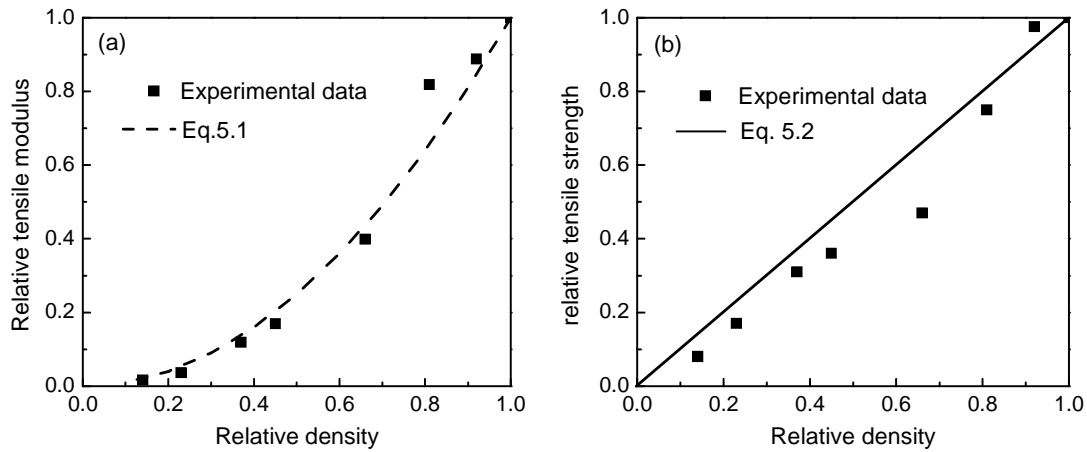 (a)
Experimental data
Eq.5.1
Relative tensile modulus
1.0
0.8
0.6
0.4
0.2
0.0
0.0 0.2 0.4 0.6 0.8 1.0
Relative density
(b)
Experimental data
Eq. 5.2
relative tensile strength
1.0
0.8
0.6
0.4
0.2
0.0
0.0 0.2 0.4 0.6 0.8 1.0
Relative density